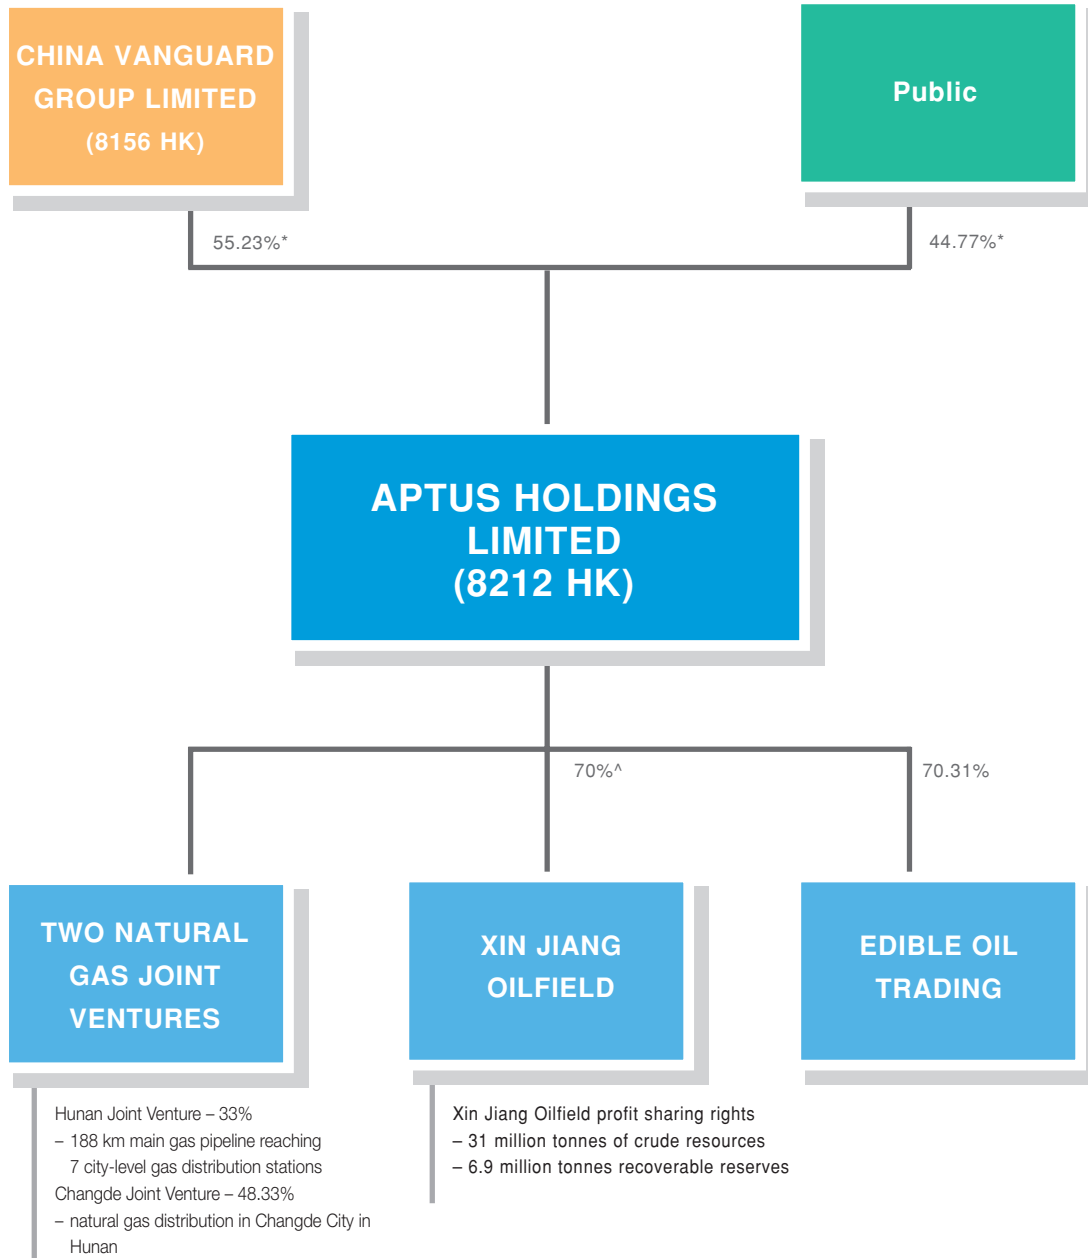 CHINA VANGUARD
GROUP LIMITED
(8156 HK)
Public
55.23%*
44.77%*
APTUS HOLDINGS
LIMITED
(8212 HK)
70%^
70.31%
TWO NATURAL
GAS JOINT
VENTURES
XIN JIANG
OILFIELD
EDIBLE OIL
TRADING
Hunan Joint Venture – 33%
– 188 km main gas pipeline reaching
7 city-level gas distribution stations
Changde Joint Venture – 48.33%
– natural gas distribution in Changde City in
Hunan
Xin Jiang Oilfield profit sharing rights
– 31 million tonnes of crude resources
– 6.9 million tonnes recoverable reserves